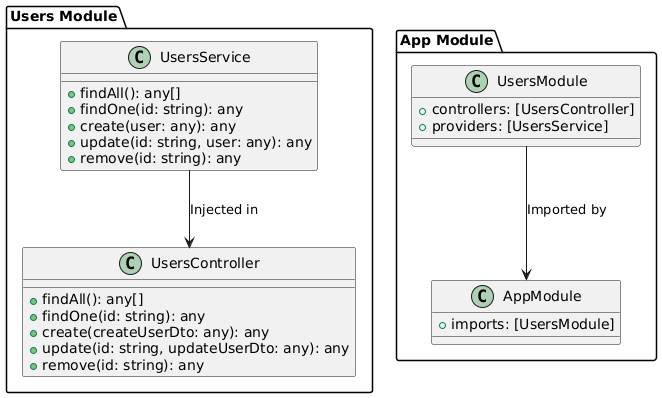 Users Module
C UsersService
findAll(): any[]
findOne(id: string): any
create(user: any): any
update(id: string, user: any): any
remove(id: string): any
Injected in
C UsersController
findAll(): any[]
findOne(id: string): any
create(createUserDto: any): any
update(id: string, updateUserDto: any): any
remove(id: string): any
App Module
C UsersModule
controllers: [UsersController]
providers: [UsersService]
Imported by
C AppModule
imports: [UsersModule]